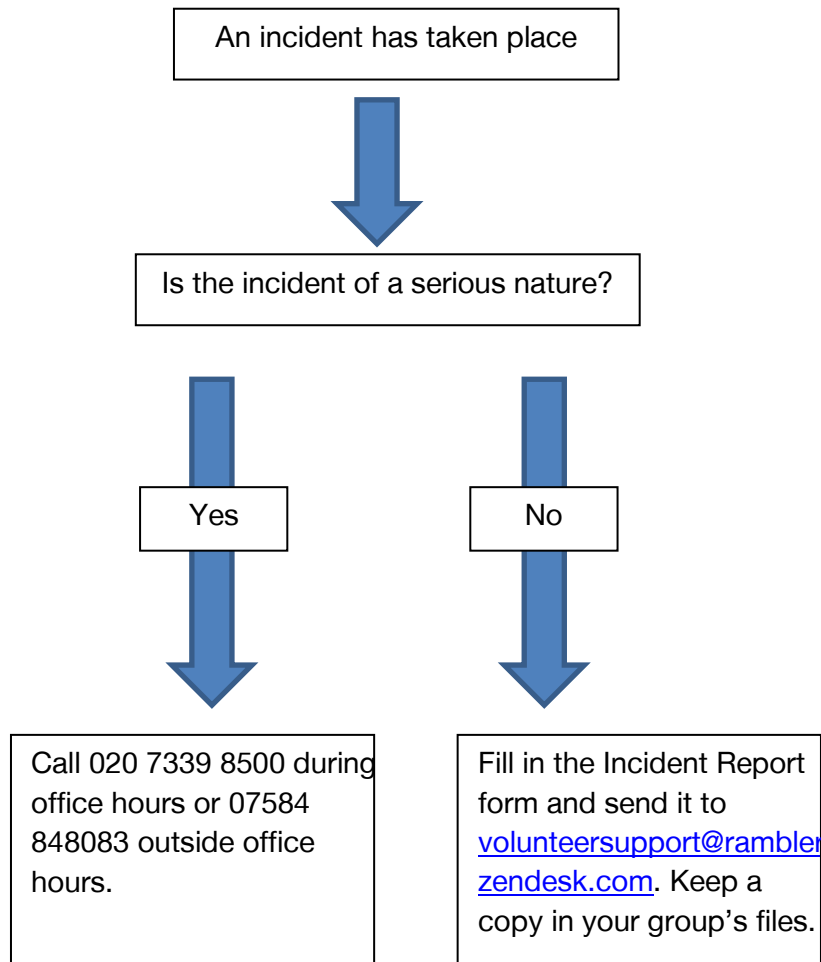 An incident has taken place
Is the incident of a serious nature?
Yes
No
Call 020 7339 8500 during
office hours or 07584
848083 outside office
hours.
Fill in the Incident Report
form and send it to
volunteersupport@rambler
zendesk.com. Keep a
copy in your group’s files.